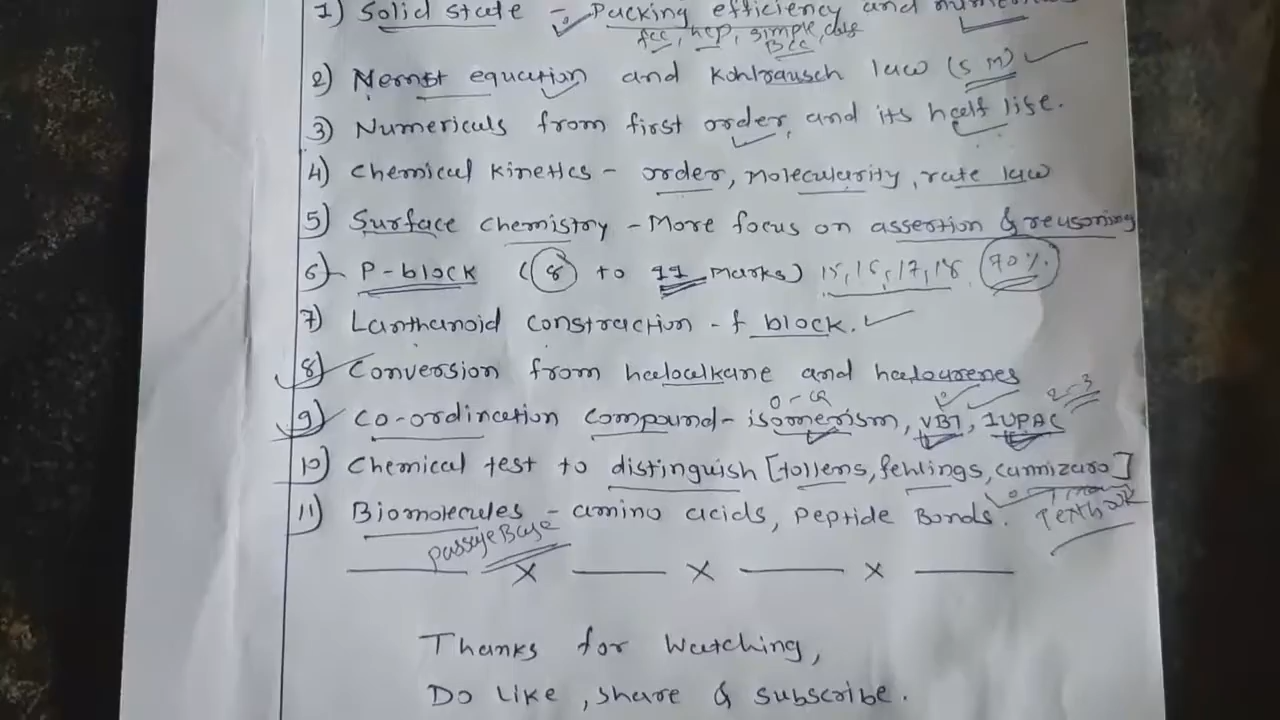 1) Solid state - Packing efficiency and
fcc, hcp, simple,
BCC
2) Nernst equation and Kohlrausch law (5 M)
3) Numericals from first order, and its half life.
4) Chemical kinetics - order, Molecularity, rate law
5) Surface chemistry - More focus on assertion & reasoning
6) P-block (8 to 11 Marks) 15, 16, 17, 18 70%.
7) Lanthanoid constraction - f block.
8) Conversion from haloalkane and haloarenes
2-3
9) Co-ordination compound - isomerism, VBT, IUPAC
10) Chemical test to distinguish [tollens, fehlings, cannizaro]
11) Biomolecules - amino acids, Peptide Bonds. Textbook
Passage Base
x x x
Thanks for Watching,
Do like, share & subscribe.